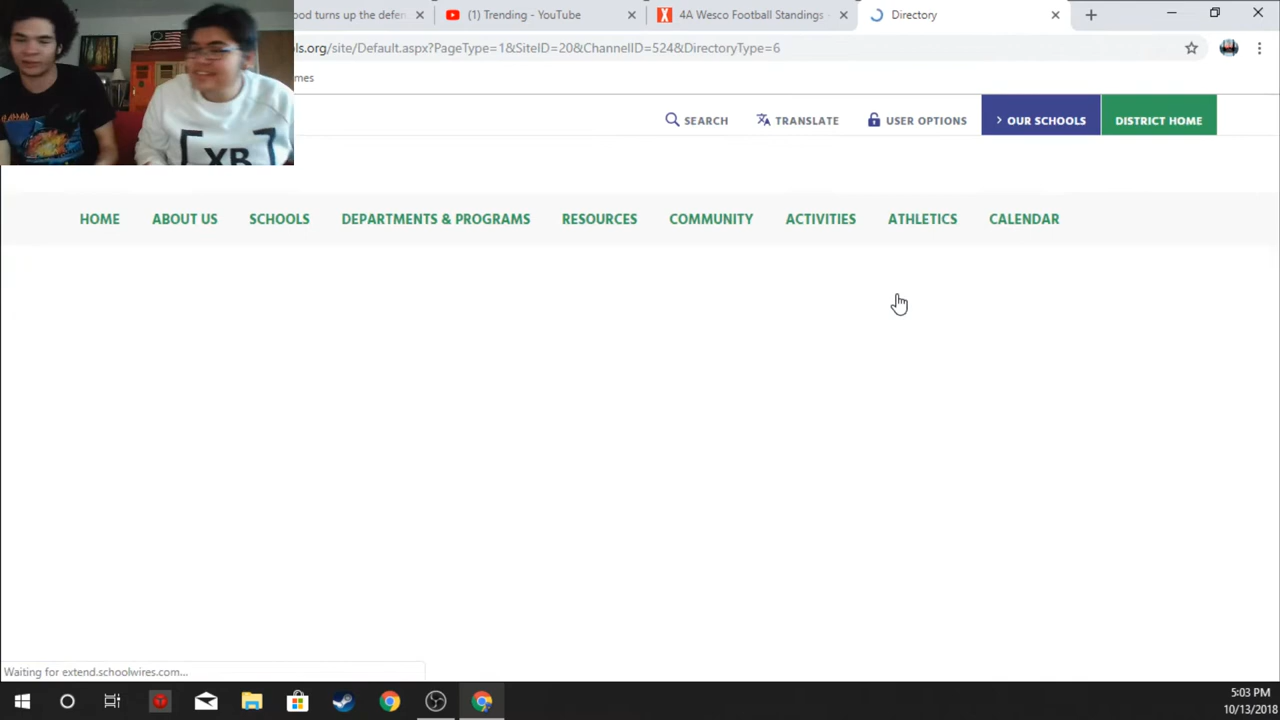 ood turns up the defen
(1) Trending - YouTube
4A Wesco Football Standings -
Directory
ls.org/site/Default.aspx?PageType=1&SiteID=20&ChannelID=524&DirectoryType=6
mes
XB
SEARCH
TRANSLATE
USER OPTIONS
› OUR SCHOOLS
DISTRICT HOME
HOME
ABOUT US
SCHOOLS
DEPARTMENTS & PROGRAMS
RESOURCES
COMMUNITY
ACTIVITIES
ATHLETICS
CALENDAR
Waiting for extend.schoolwires.com...
5:03 PM
10/13/2018